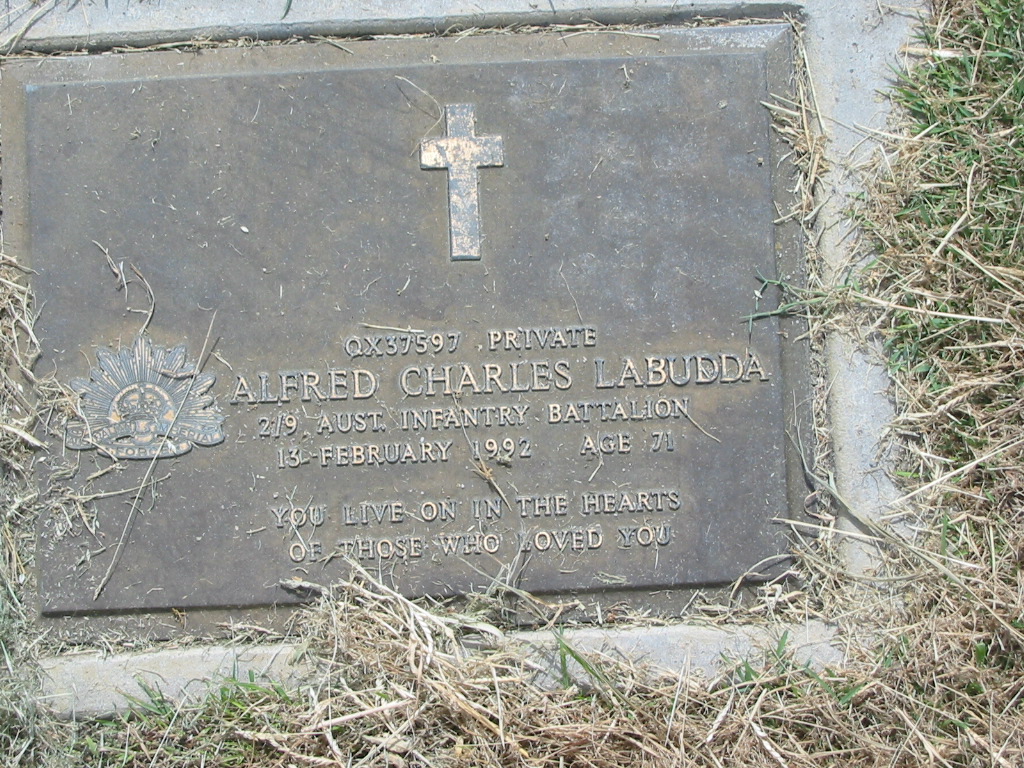 QX37597 PRIVATE
ALFRED CHARLES LABUDDA
2/9 AUST. INFANTRY BATTALION
13 FEBRUARY 1992 AGE 71
YOU LIVE ON IN THE HEARTS
OF THOSE WHO LOVED YOU